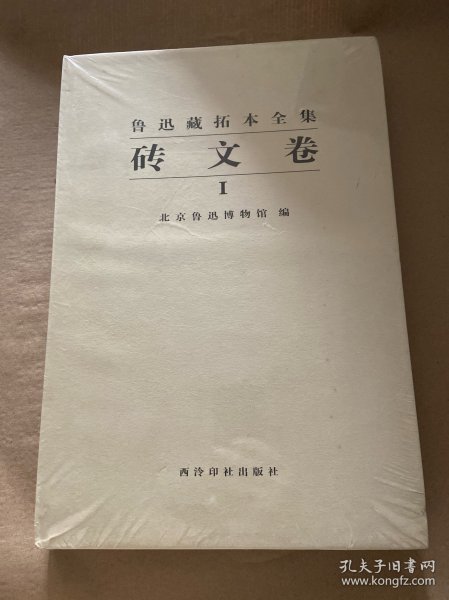 鲁迅藏拓本全集
砖文卷
I
北京鲁迅博物馆 编
西泠印社出版社
孔夫子旧书网
www.kongfz.com